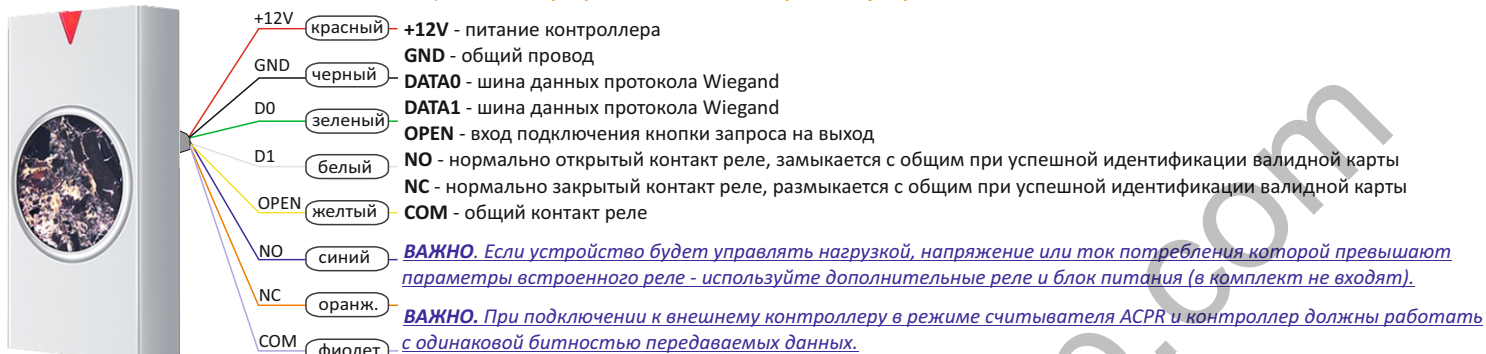 +12V
красный
+12V - питание контроллера
GND
черный
GND - общий провод
DATA0 - шина данных протокола Wiegand
D0
зеленый
DATA1 - шина данных протокола Wiegand
OPEN - вход подключения кнопки запроса на выход
D1
белый
NO - нормально открытый контакт реле, замыкается с общим при успешной идентификации валидной карты
NC - нормально закрытый контакт реле, размыкается с общим при успешной идентификации валидной карты
OPEN
желтый
COM - общий контакт реле
NO
синий
ВАЖНО. Если устройство будет управлять нагрузкой, напряжение или ток потребления которой превышают
параметры встроенного реле - используйте дополнительные реле и блок питания (в комплект не входят).
NC
оранж.
ВАЖНО. При подключении к внешнему контроллеру в режиме считывателя ACPR и контроллер должны работать
с одинаковой битностью передаваемых данных.
COM
фиолет
.com